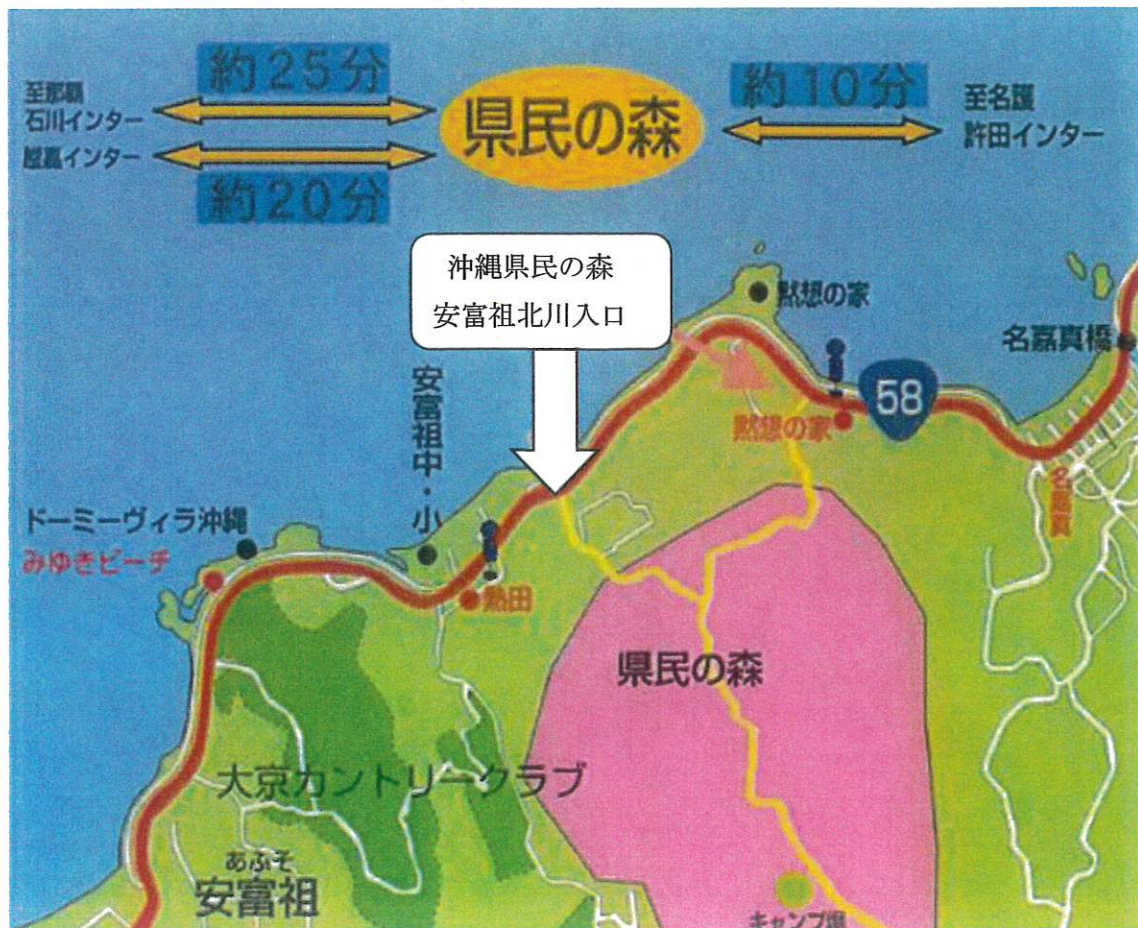 約25分
至那覇
石川インター
屋嘉インター
約20分
県民の森
約10分
至名護
許田インター
沖縄県民の森
安富祖北川入口
黙想の家
名嘉真橋
58
黙想の家
名嘉真
安富祖中・小
ドーミーヴィラ沖縄
みゆきビーチ
熱田
県民の森
大京カントリークラブ
あふそ
安富祖
キャンプ場